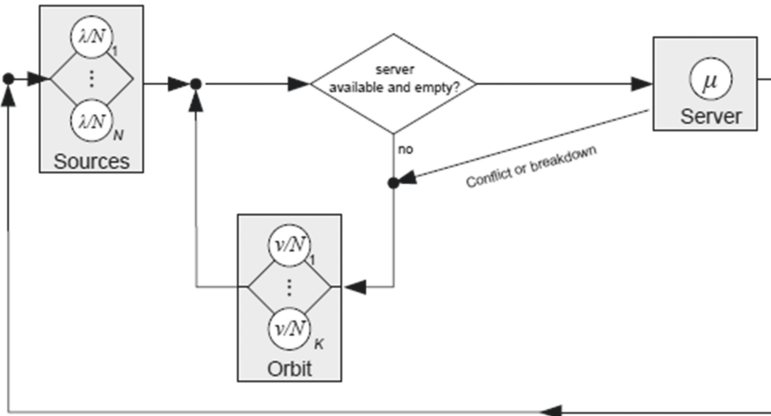 λ/N 1
⋮
λ/N N
Sources
server
available and empty?
μ
Server
no
Conflict or breakdown
ν/N 1
⋮
ν/N K
Orbit